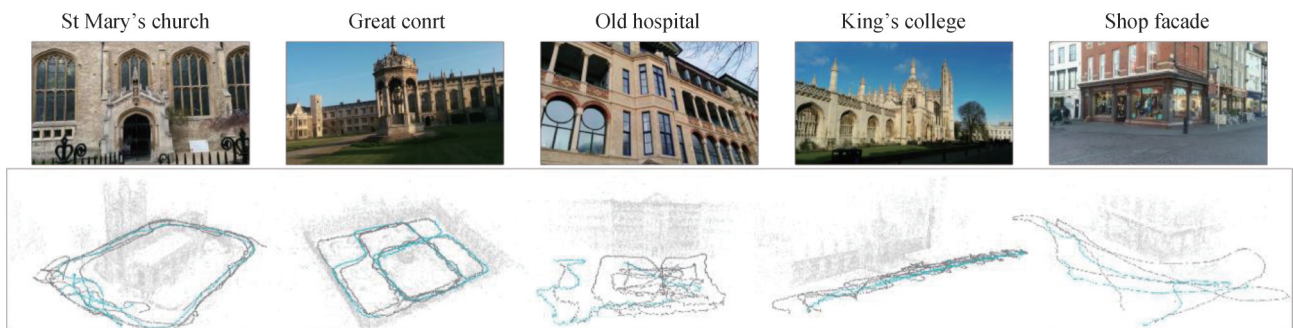 St Mary's church
Great conrt
Old hospital
King's college
Shop facade